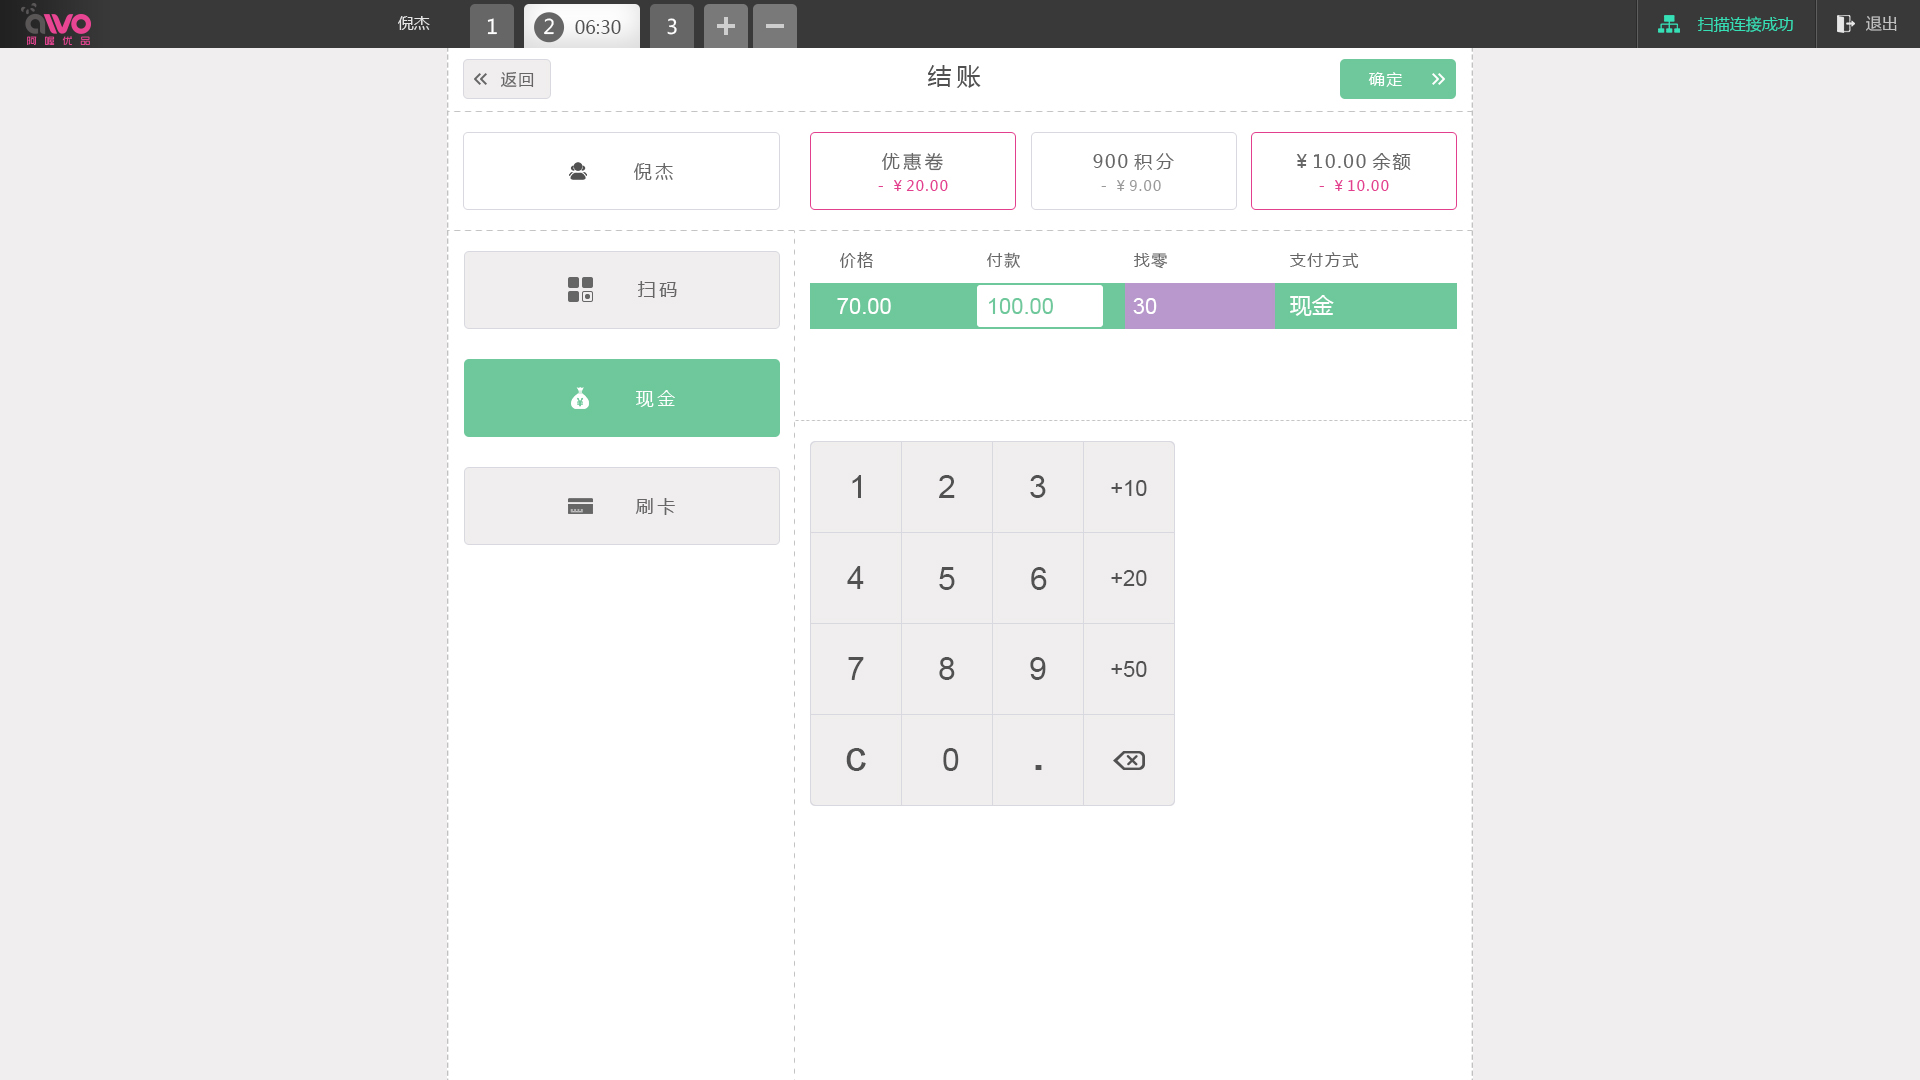 awo
阿喔优品
倪杰
1
2 06:30
3
扫描连接成功
退出
返回
结账
确定
倪杰
优惠卷
- ¥20.00
900 积分
- ¥9.00
¥10.00 余额
- ¥10.00
扫码
现金
刷卡
价格 付款 找零 支付方式
70.00 100.00 30 现金
1 2 3 +10
4 5 6 +20
7 8 9 +50
C 0 .